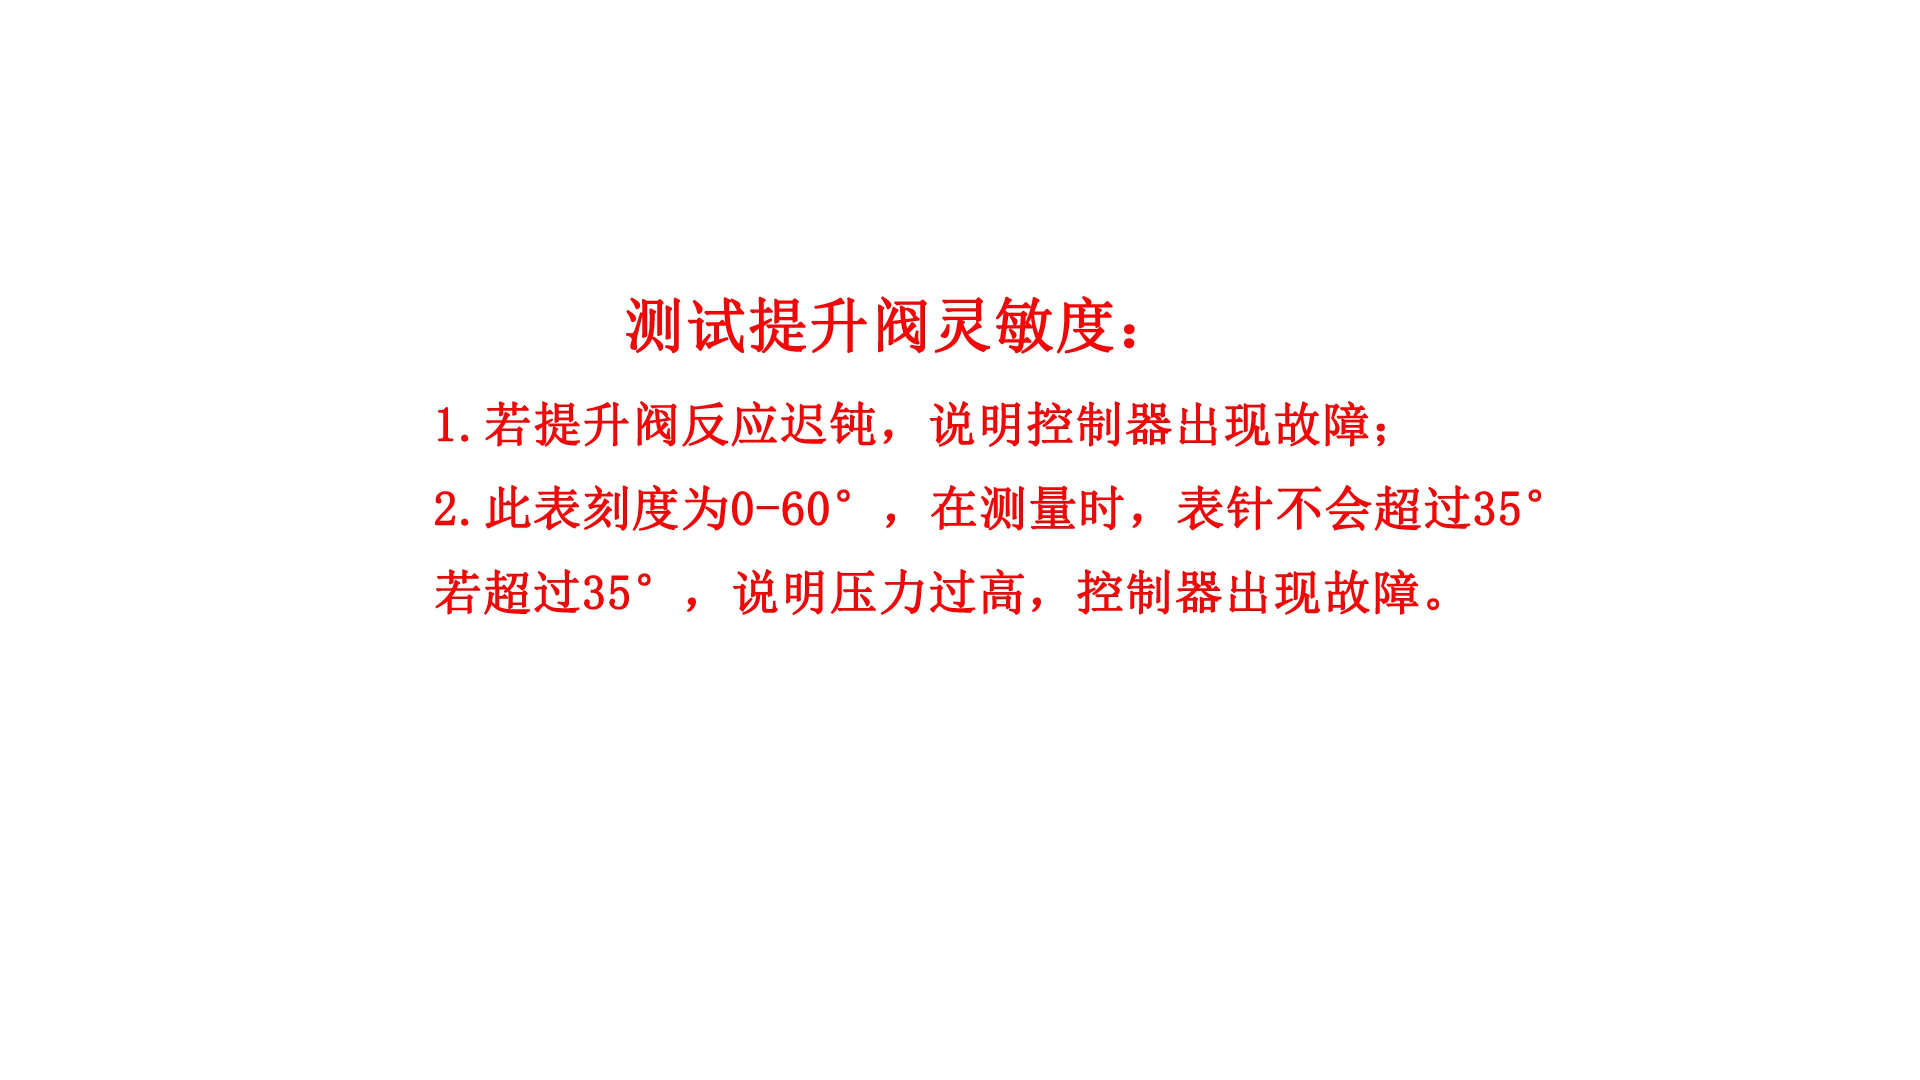 测试提升阀灵敏度：
1.若提升阀反应迟钝，说明控制器出现故障；
2.此表刻度为0-60°，在测量时，表针不会超过35°
若超过35°，说明压力过高，控制器出现故障。